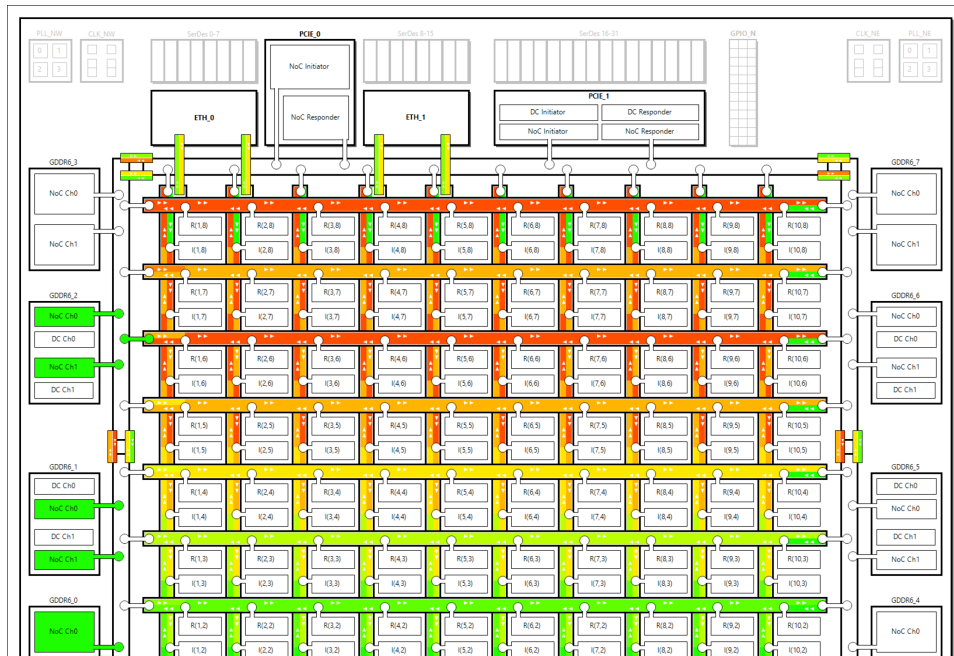 PLL_NW CLK_NW SerDes 0-7 PCIE_0 SerDes 8-15 SerDes 16-31 GPIO_N CLK_NE PLL_NE
0 1 0 1
2 3 2 3
NoC Initiator
PCIE_1
DC Initiator DC Responder
ETH_0 NoC Responder ETH_1
NoC Initiator NoC Responder
GDDR6_3 GDDR6_7
NoC Ch0 NoC Ch0
R(1,8) R(2,8) R(3,8) R(4,8) R(5,8) R(6,8) R(7,8) R(8,8) R(9,8) R(10,8)
NoC Ch1 NoC Ch1
I(1,8) I(2,8) I(3,8) I(4,8) I(5,8) I(6,8) I(7,8) I(8,8) I(9,8) I(10,8)
R(1,7) R(2,7) R(3,7) R(4,7) R(5,7) R(6,7) R(7,7) R(8,7) R(9,7) R(10,7)
GDDR6_2 GDDR6_6
NoC Ch0 I(1,7) I(2,7) I(3,7) I(4,7) I(5,7) I(6,7) I(7,7) I(8,7) I(9,7) I(10,7) NoC Ch0
DC Ch0 DC Ch0
R(1,6) R(2,6) R(3,6) R(4,6) R(5,6) R(6,6) R(7,6) R(8,6) R(9,6) R(10,6)
NoC Ch1 NoC Ch1
I(1,6) I(2,6) I(3,6) I(4,6) I(5,6) I(6,6) I(7,6) I(8,6) I(9,6) I(10,6)
DC Ch1 DC Ch1
R(1,5) R(2,5) R(3,5) R(4,5) R(5,5) R(6,5) R(7,5) R(8,5) R(9,5) R(10,5)
I(1,5) I(2,5) I(3,5) I(4,5) I(5,5) I(6,5) I(7,5) I(8,5) I(9,5) I(10,5)
GDDR6_1 GDDR6_5
DC Ch0 DC Ch0
R(1,4) R(2,4) R(3,4) R(4,4) R(5,4) R(6,4) R(7,4) R(8,4) R(9,4) R(10,4)
NoC Ch0 NoC Ch0
I(1,4) I(2,4) I(3,4) I(4,4) I(5,4) I(6,4) I(7,4) I(8,4) I(9,4) I(10,4)
DC Ch1 DC Ch1
NoC Ch1 R(1,3) R(2,3) R(3,3) R(4,3) R(5,3) R(6,3) R(7,3) R(8,3) R(9,3) R(10,3) NoC Ch1
I(1,3) I(2,3) I(3,3) I(4,3) I(5,3) I(6,3) I(7,3) I(8,3) I(9,3) I(10,3)
GDDR6_0 GDDR6_4
R(1,2) R(2,2) R(3,2) R(4,2) R(5,2) R(6,2) R(7,2) R(8,2) R(9,2) R(10,2)
NoC Ch0 NoC Ch0
I(1,2) I(2,2) I(3,2) I(4,2) I(5,2) I(6,2) I(7,2) I(8,2) I(9,2) I(10,2)